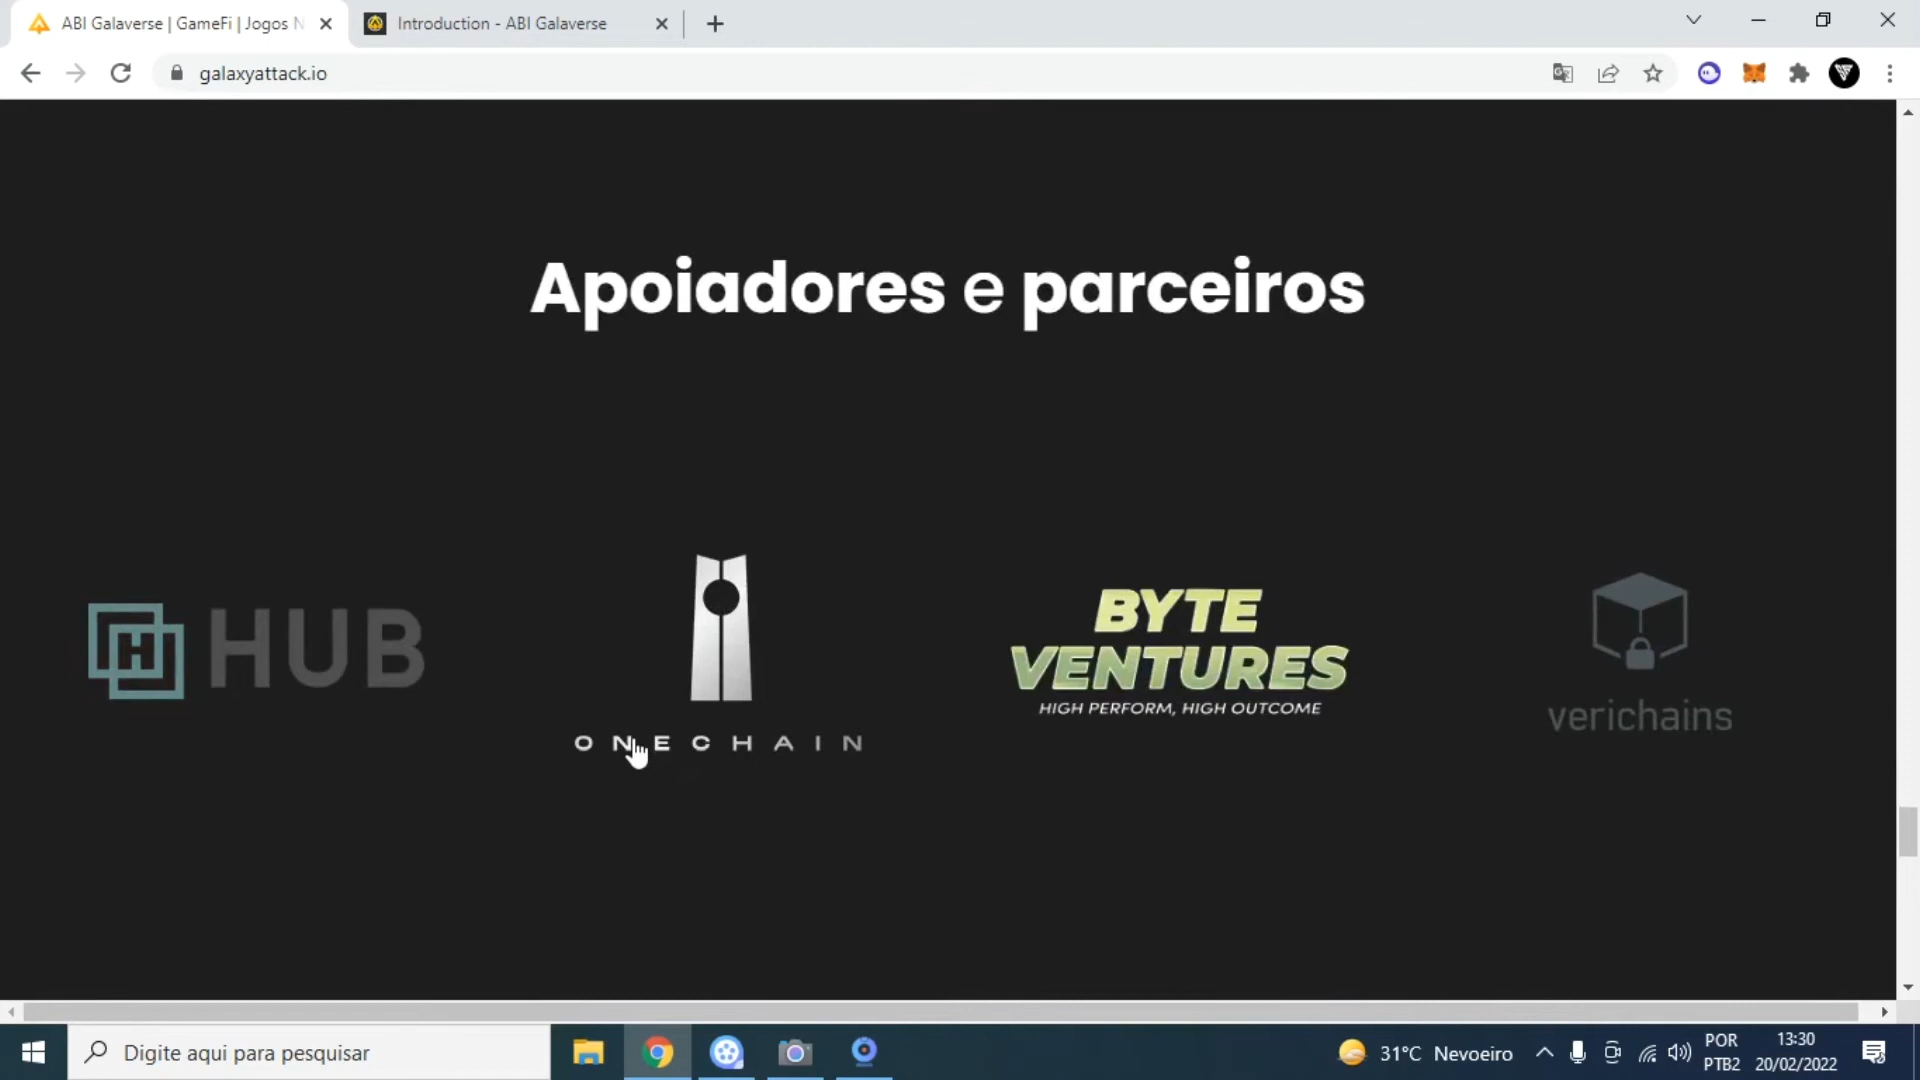 ABI Galaverse | GameFi | Jogos N
Introduction - ABI Galaverse
galaxyattack.io
Apoiadores e parceiros
H HUB
ONECHAIN
BYTE
VENTURES
HIGH PERFORM, HIGH OUTCOME
verichains
Digite aqui para pesquisar
31°C Nevoeiro
POR
PTB2
13:30
20/02/2022